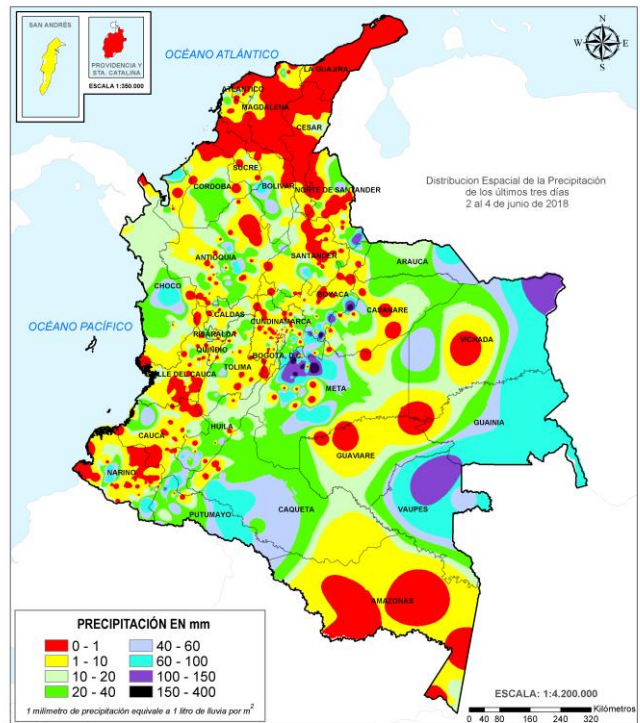 SAN ANDRÉS
PROVIDENCIA Y
STA. CATALINA
ESCALA 1:350.000
OCÉANO ATLÁNTICO
N
W
E
S
LA GUAJIRA
ATLÁNTICO
MAGDALENA
CESAR
SUCRE
CORDOBA
BOLIVAR
NORTE DE SANTANDER
Distribucion Espacial de la Precipitación
de los últimos tres días
2 al 4 de junio de 2018
ANTIOQUIA
SANTANDER
ARAUCA
CHOCO
BOYACA
CASANARE
CALDAS
CUNDINAMARCA
OCÉANO PACÍFICO
RISARALDA
VICHADA
QUINDIO
BOGOTA, D.C.
TOLIMA
VALLE DEL CAUCA
META
GUAINIA
CAUCA
HUILA
GUAVIARE
NARIÑO
PUTUMAYO
CAQUETA
VAUPES
AMAZONAS
PRECIPITACIÓN EN mm
0 - 1
40 - 60
1 - 10
60 - 100
10 - 20
100 - 150
20 - 40
150 - 400
1 milímetro de precipitación equivale a 1 litro de lluvia por m2
ESCALA: 1:4.200.000
Kilómetros
0 40 80 160 240 320